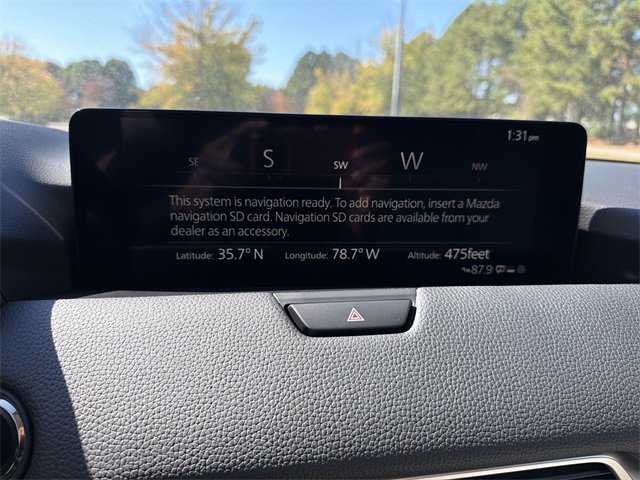 1:31 pm
SE S SW W NW
This system is navigation ready. To add navigation, insert a Mazda
navigation SD card. Navigation SD cards are available from your
dealer as an accessory.
Latitude: 35.7° N Longitude: 78.7° W Altitude: 475feet
87.9